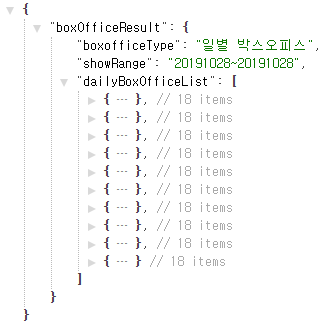 {
"boxOfficeResult": {
"boxofficeType": "일별 박스오피스",
"showRange": "20191028~20191028",
"dailyBoxOfficeList": [
{ ··· }, // 18 items
{ ··· }, // 18 items
{ ··· }, // 18 items
{ ··· }, // 18 items
{ ··· }, // 18 items
{ ··· }, // 18 items
{ ··· }, // 18 items
{ ··· }, // 18 items
{ ··· }, // 18 items
{ ··· } // 18 items
]
}
}